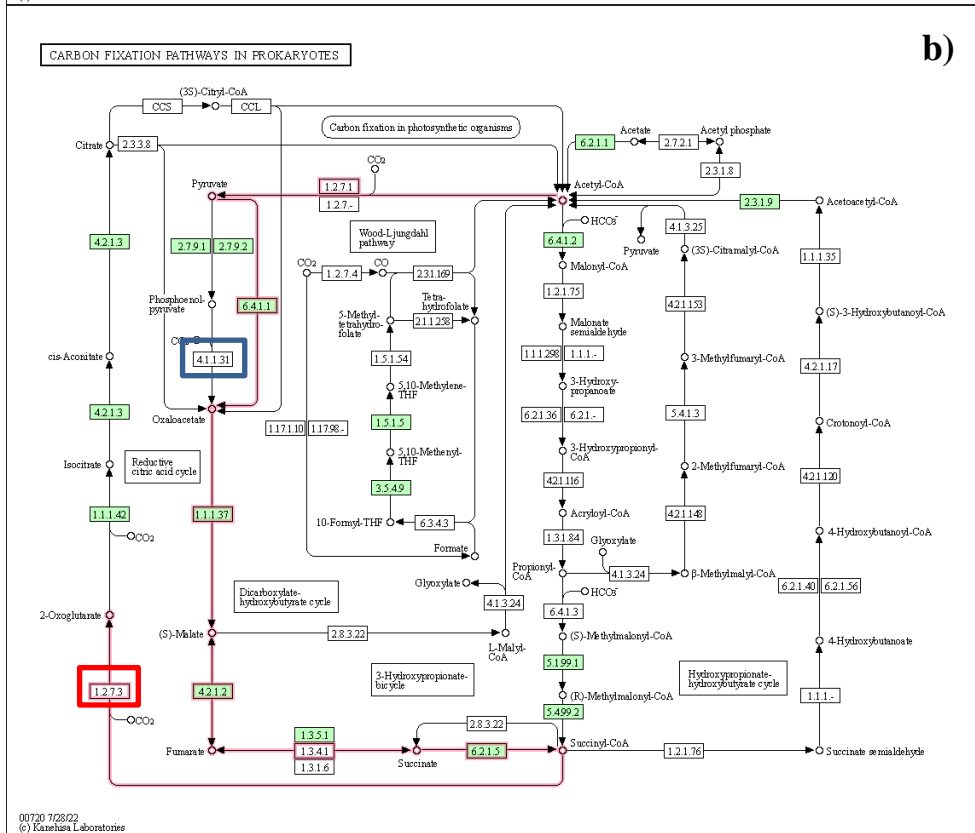 b)
CARBON FIXATION PATHWAYS IN PROKARYOTES
(3S)-Citryl-CoA
CCS
CCL
Carbon fixation in photosynthetic organisms
Citrate
2.3.3.8
6.2.1.1
Acetate
2.7.2.1
Acetyl phosphate
2.3.1.8
CO2
Pyruvate
1.2.7.1
1.2.7.-
Acetyl-CoA
2.3.1.9
Acetoacetyl-CoA
HCO3-
4.2.1.3
2.7.9.1
2.7.9.2
Wood-Ljungdahl
pathway
6.4.1.2
Pyruvate
4.1.3.25
(3S)-Citramalyl-CoA
1.1.1.35
CO2
1.2.7.4
CO
2.3.1.169
Malonyl-CoA
Phosphoenol-
pyruvate
6.4.1.1
Tetra-
hydrofolate
5-Methyl-
tetrahydro-
folate
2.1.1.258
1.2.1.75
4.2.1.153
(S)-3-Hydroxybutanoyl-CoA
Malonate
semialdehyde
4.1.1.31
cis-Aconitate
1.5.1.54
1.1.1.298
1.1.1.-
3-Methylfumaryl-CoA
4.2.1.17
5,10-Methylene-
THF
3-Hydroxy-
propanoate
4.2.1.3
Oxaloacetate
1.5.1.5
6.2.1.36
6.2.1.-
5.4.1.3
Crotonyl-CoA
1.17.1.10
1.17.98.-
5,10-Methenyl-
THF
3-Hydroxypropionyl-
CoA
Isocitrate
Reductive
citric acid cycle
2-Methylfumaryl-CoA
4.2.1.120
3.5.4.9
4.2.1.116
1.1.1.42
1.1.1.37
10-Formyl-THF
6.3.4.3
Acryloyl-CoA
4.2.1.148
CO2
1.3.1.84
4-Hydroxybutanoyl-CoA
Formate
Glyoxylate
Propionyl-
CoA
4.1.3.24
β-Methylmalyl-CoA
Glyoxylate
6.2.1.40
6.2.1.56
Dicarboxylate-
hydroxybutyrate cycle
4.1.3.24
HCO3-
6.4.1.3
2-Oxoglutarate
(S)-Malate
2.8.3.22
L-Malyl-
CoA
(S)-Methylmalonyl-CoA
4-Hydroxybutanoate
5.1.99.1
1.2.7.3
4.2.1.2
3-Hydroxypropionate-
bicycle
(R)-Methylmalonyl-CoA
Hydroxypropionate-
hydroxybutyrate cycle
1.1.1.-
5.4.99.2
CO2
2.8.3.22
1.3.5.1
Fumarate
1.3.4.1
1.3.1.6
Succinate
6.2.1.5
Succinyl-CoA
1.2.1.76
Succinate semialdehyde
00720 7/28/22
(c) Kanehisa Laboratories